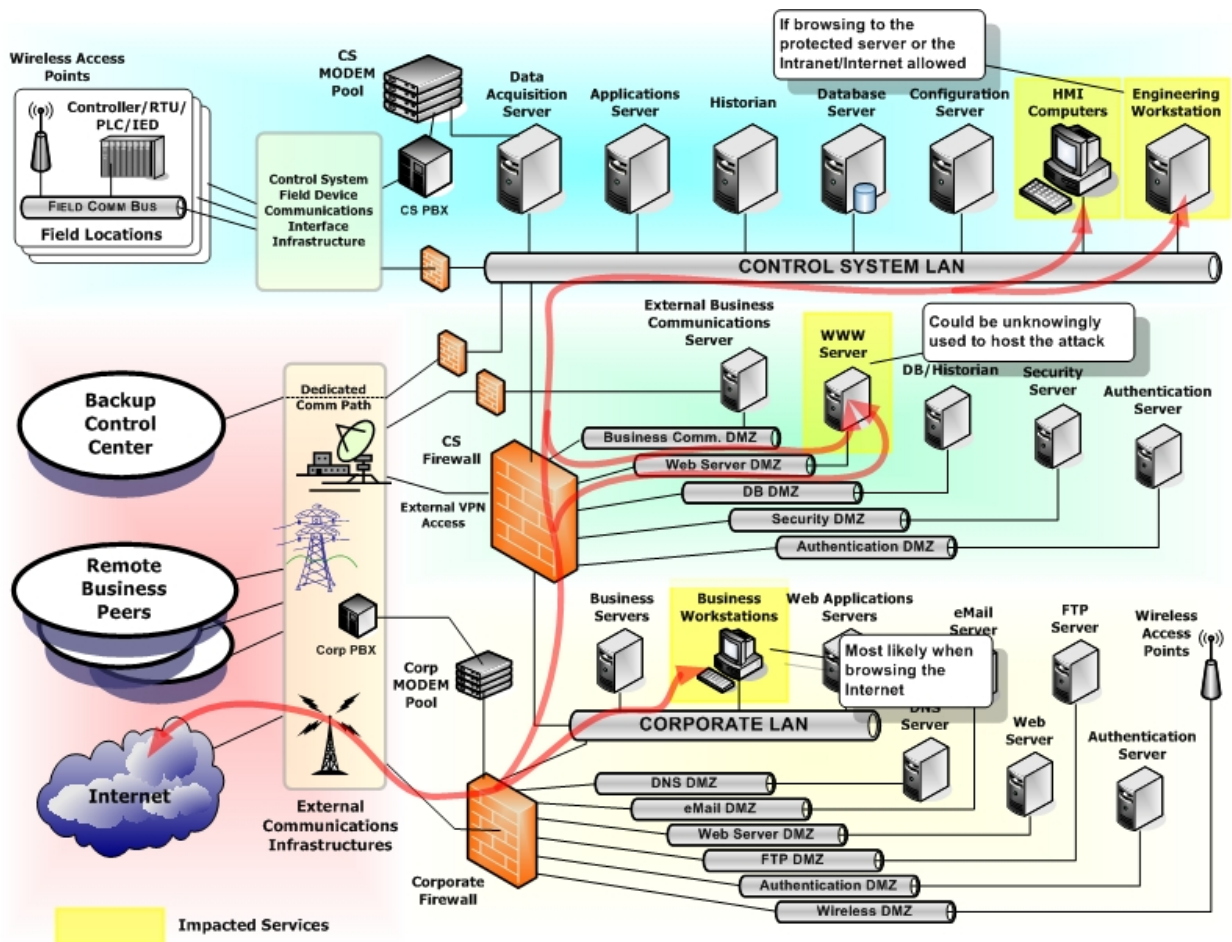 If browsing to the
protected server or the
Intranet/Internet allowed
Wireless Access
Points
Controller/RTU/
PLC/IED
FIELD COMM BUS
Field Locations
Control System
Field Device
Communications
Interface
Infrastructure
CS
MODEM
Pool
CS PBX
Data
Acquisition
Server
Applications
Server
Historian
Database
Server
Configuration
Server
HMI
Computers
Engineering
Workstation
CONTROL SYSTEM LAN
External Business
Communications
Server
WWW
Server
Could be unknowingly
used to host the attack
DB/Historian
Security
Server
Authentication
Server
Backup
Control
Center
Dedicated
Comm Path
CS
Firewall
External VPN
Access
Business Comm. DMZ
Web Server DMZ
DB DMZ
Security DMZ
Authentication DMZ
Remote
Business
Peers
Corp PBX
Corp
MODEM
Pool
Business
Servers
Business
Workstations
Web Applications
Servers
eMail
Server
FTP
Server
Wireless
Access
Points
Most likely when
browsing the
Internet
CORPORATE LAN
DNS
Server
Web
Server
Authentication
Server
Internet
External
Communications
Infrastructures
Corporate
Firewall
DNS DMZ
eMail DMZ
Web Server DMZ
FTP DMZ
Authentication DMZ
Wireless DMZ
Impacted Services